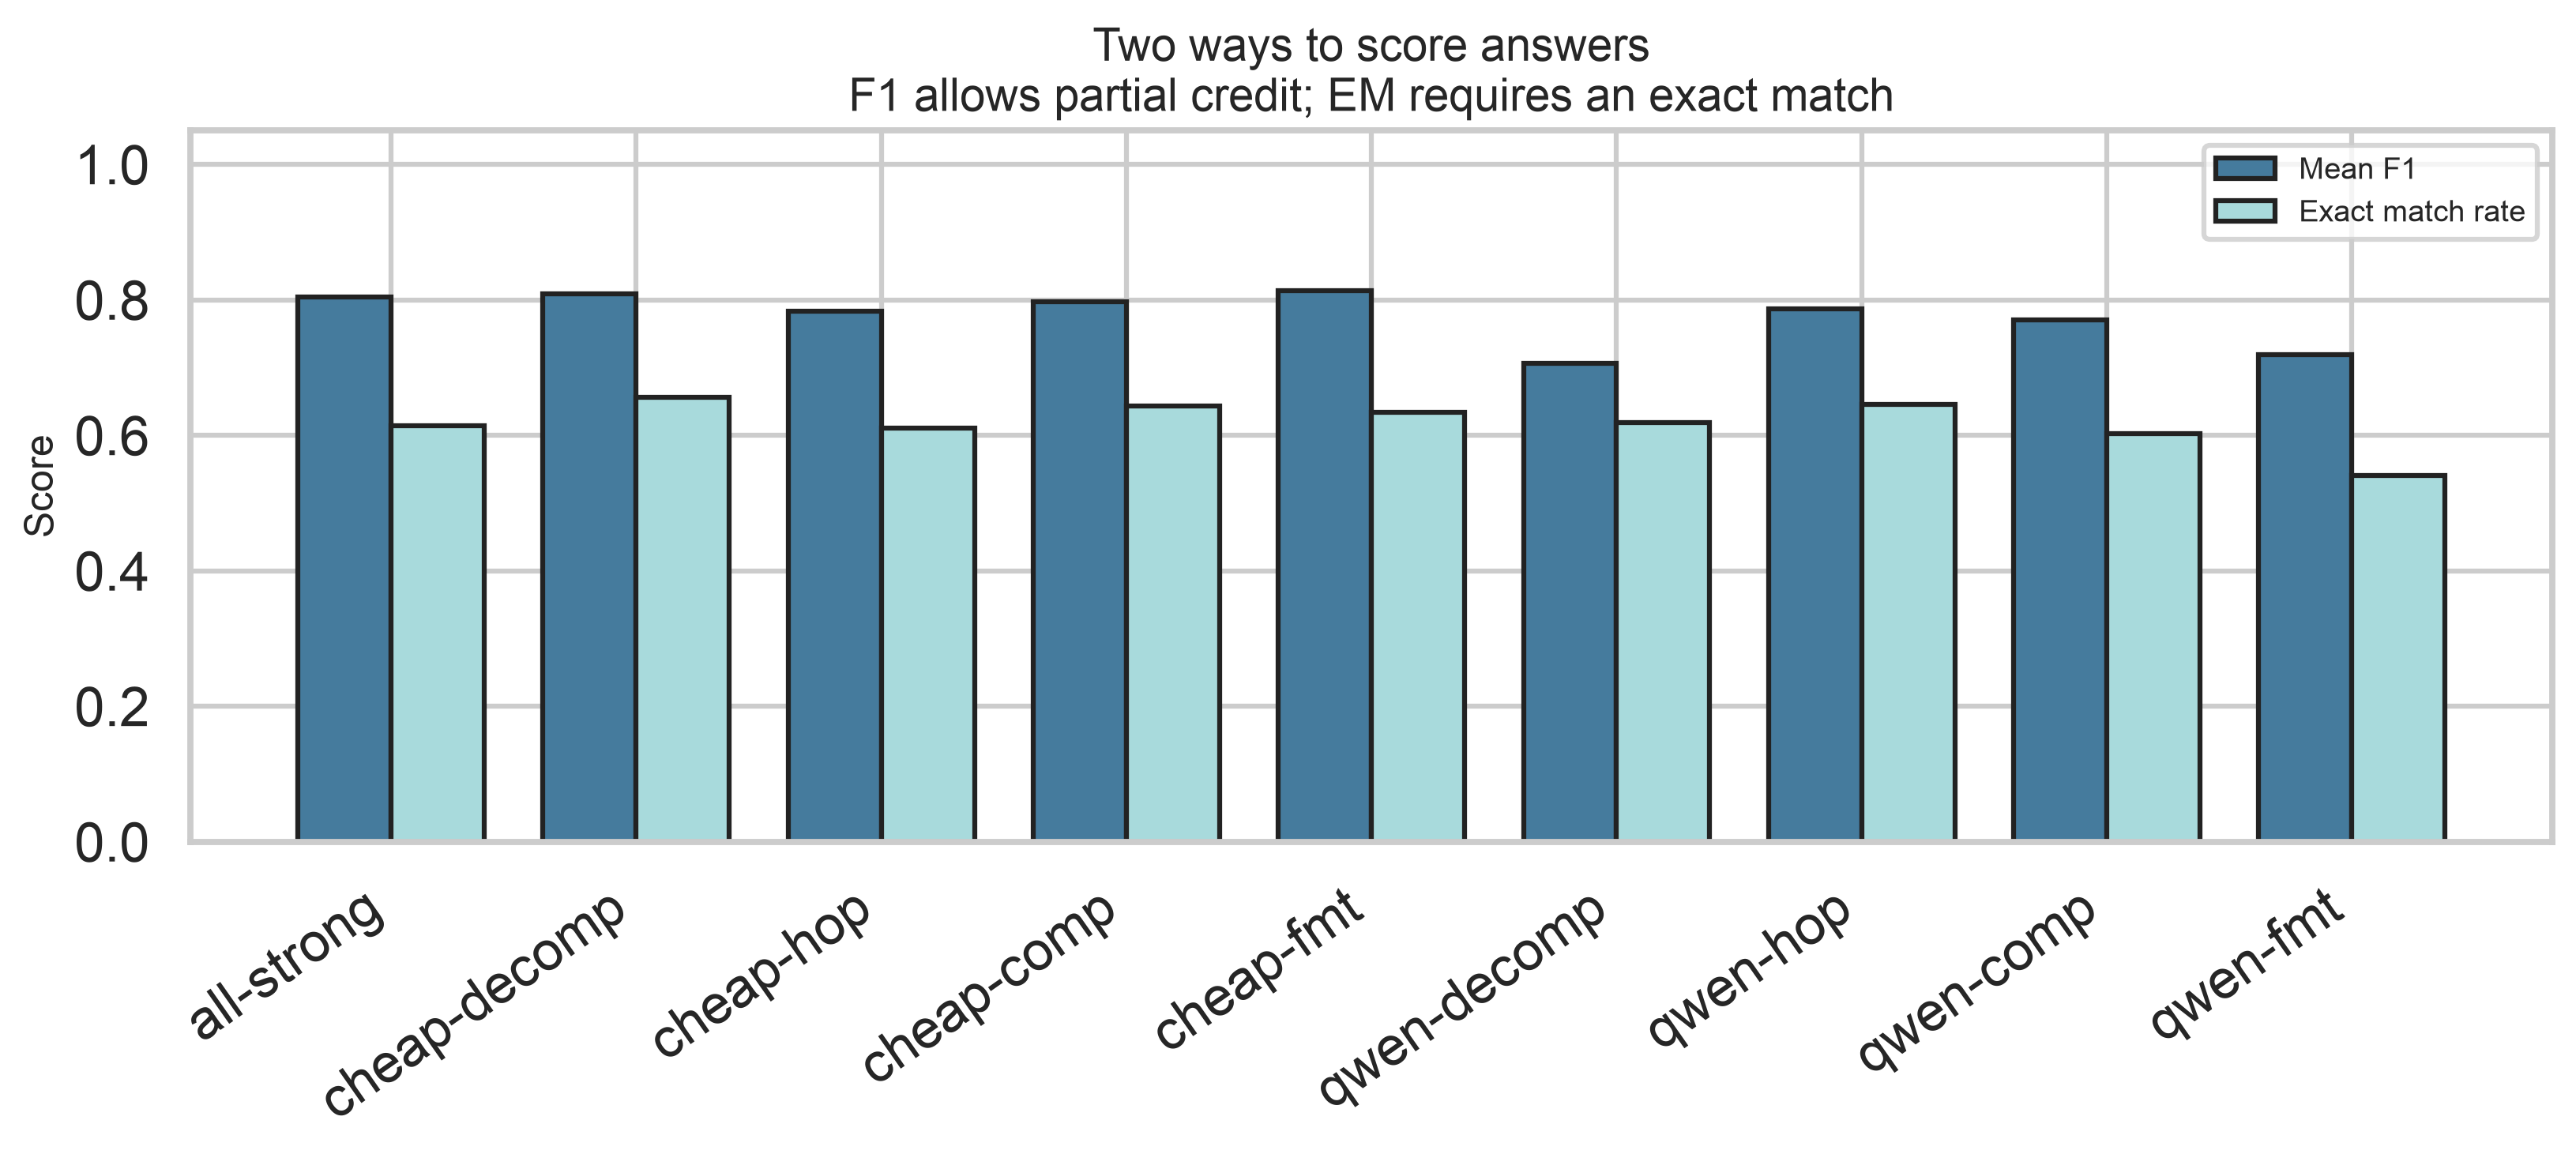 Two ways to score answers
F1 allows partial credit; EM requires an exact match
Mean F1
Exact match rate
Score
1.0
0.8
0.6
0.4
0.2
0.0
all-strong
cheap-decomp
cheap-hop
cheap-comp
cheap-fmt
qwen-decomp
qwen-hop
qwen-comp
qwen-fmt